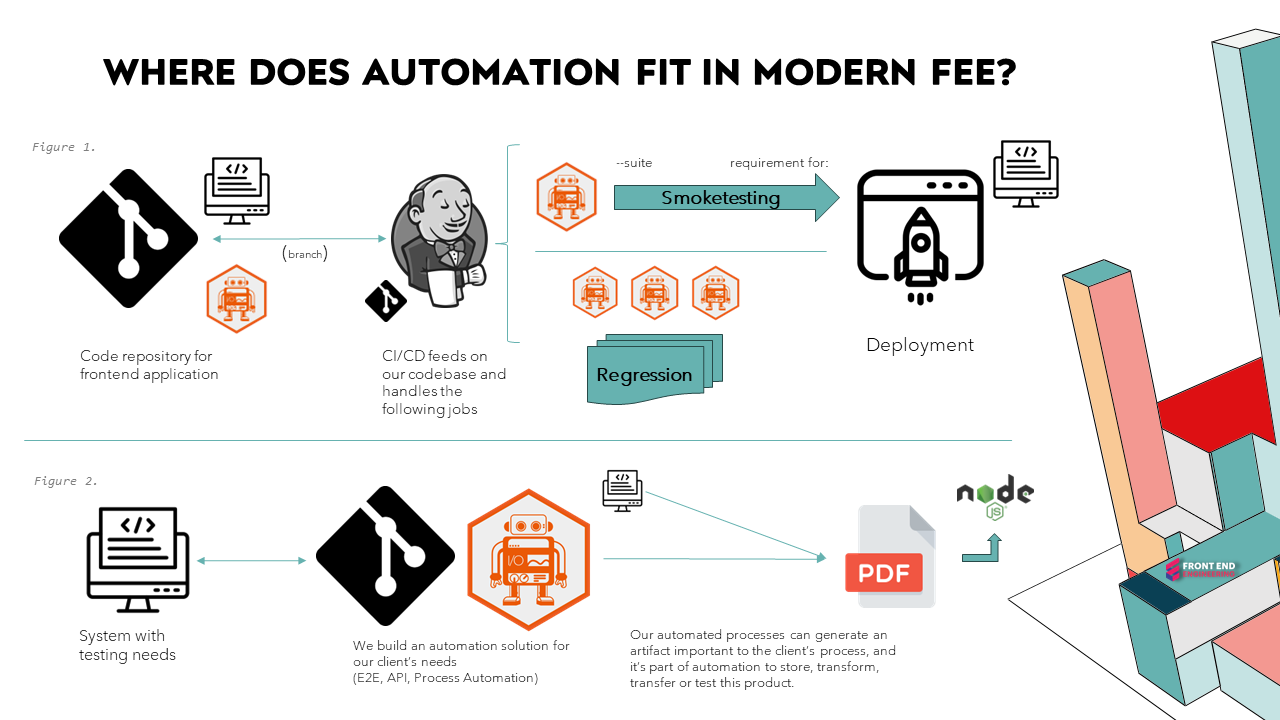 WHERE DOES AUTOMATION FIT IN MODERN FEE?
Figure 1.
--suite requirement for:
Smoketesting
(branch)
Code repository for
frontend application
CI/CD feeds on
our codebase and
handles the
following jobs
Regression
Deployment
Figure 2.
System with
testing needs
I/O
We build an automation solution for
our client's needs
(E2E, API, Process Automation)
PDF
Our automated processes can generate an
artifact important to the client's process, and
it's part of automation to store, transform,
transfer or test this product.
node
JS
FRONT END
ENGINEERING